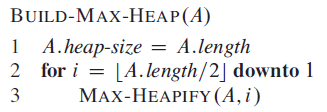 BUILD-MAX-HEAP(A)
1 A.heap-size = A.length
2 for i = ⌊A.length/2⌋ downto 1
3 MAX-HEAPIFY(A, i)